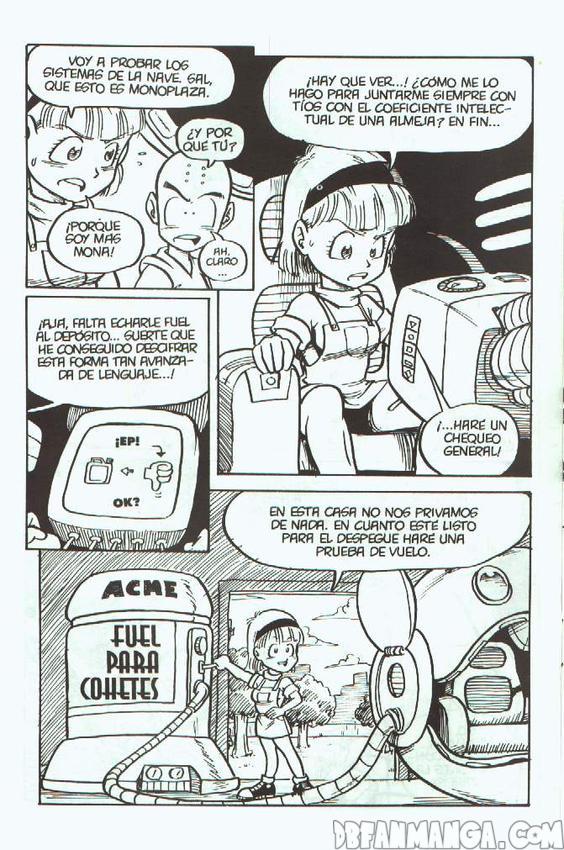 VOY A PROBAR LOS
SISTEMAS DE LA NAVE. SAL,
QUE ESTO ES MONOPLAZA.
¿Y POR
QUE TÚ?
¡PORQUE
SOY MAS
MONA!
AH,
CLARO
...
¡HAY QUE VER...! ¿CÓMO ME LO
HAGO PARA JUNTARME SIEMPRE CON
TÍOS CON EL COEFICIENTE INTELEC-
TUAL DE UNA ALMEJA? EN FIN...
¡...HARÉ UN
CHEQUEO
GENERAL!
¡AJÁ, FALTA ECHARLE FUEL
AL DEPÓSITO... SUERTE QUE
HE CONSEGUIDO DESCIFRAR
ESTA FORMA TAN AVANZA-
DA DE LENGUAJE...!
¡EP!
OK?
EN ESTA CASA NO NOS PRIVAMOS
DE NADA. EN CUANTO ESTE LISTO
PARA EL DESPEGUE HARE UNA
PRUEBA DE VUELO.
ACME
FUEL
PARA
COHETES
DBFANMANGA.COM